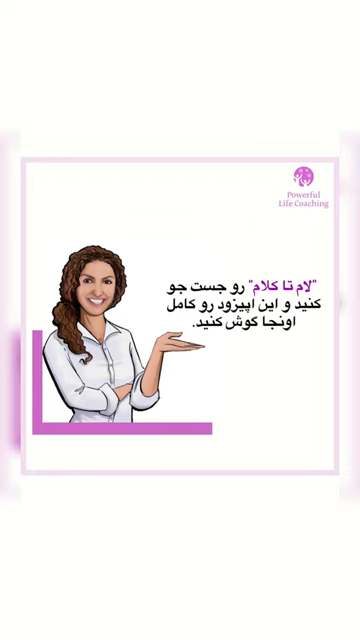 Powerful
Life Coaching
"لام تا کلام" رو جست جو
کنید و این اپیزود رو کامل
اونجا گوش کنید.